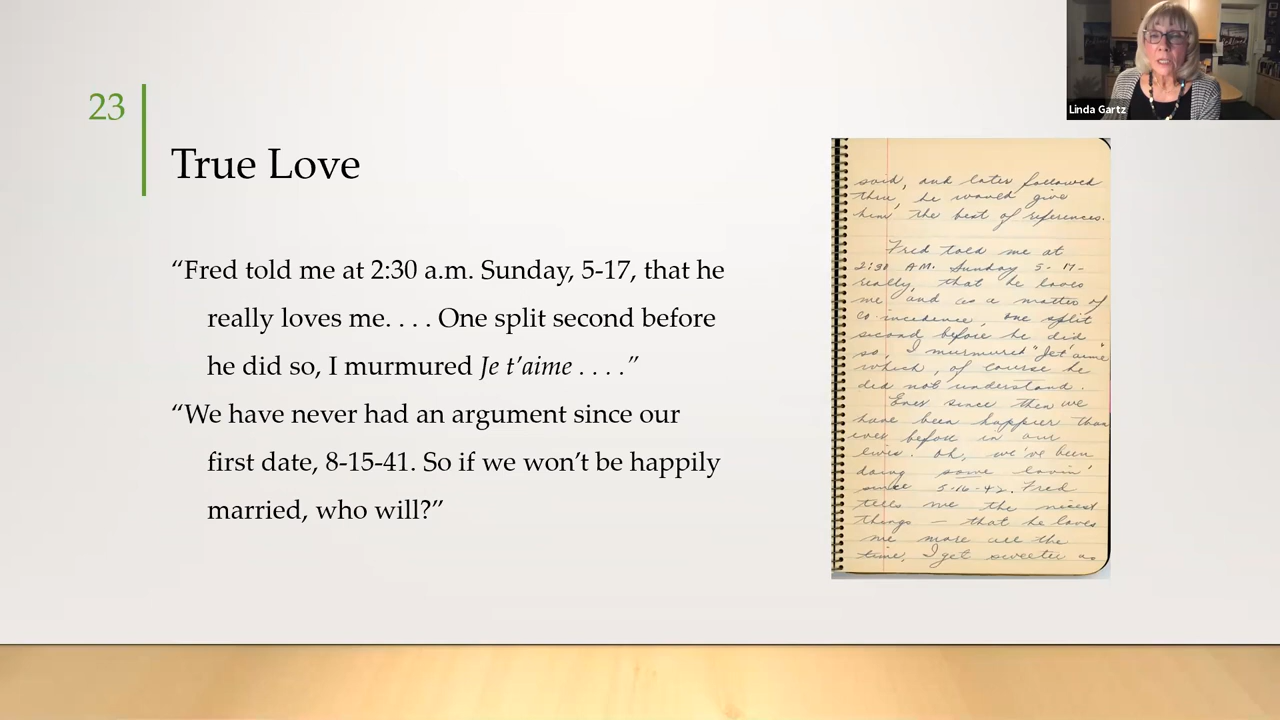 23
True Love
“Fred told me at 2:30 a.m. Sunday, 5-17, that he
really loves me. . . . One split second before
he did so, I murmured Je t’aime . . . .”
“We have never had an argument since our
first date, 8-15-41. So if we won’t be happily
married, who will?”
said, and later followed
thru, he would give
him the best of references.
Fred told me at
2:30 A.M. Sunday 5-17-
really, that he loves
me and as a matter of
co-incedence, one split
second before he did
so, I murmured "Jet'aime"
which, of course he
did not understand.
Ever since then we
have been happier than
ever before in our
lives. Oh, we've been
doing some lovin'
since 5-16-42. Fred
tells me the nicest
things — that he loves
me more all the
time, I get sweeter as
Linda Gartz